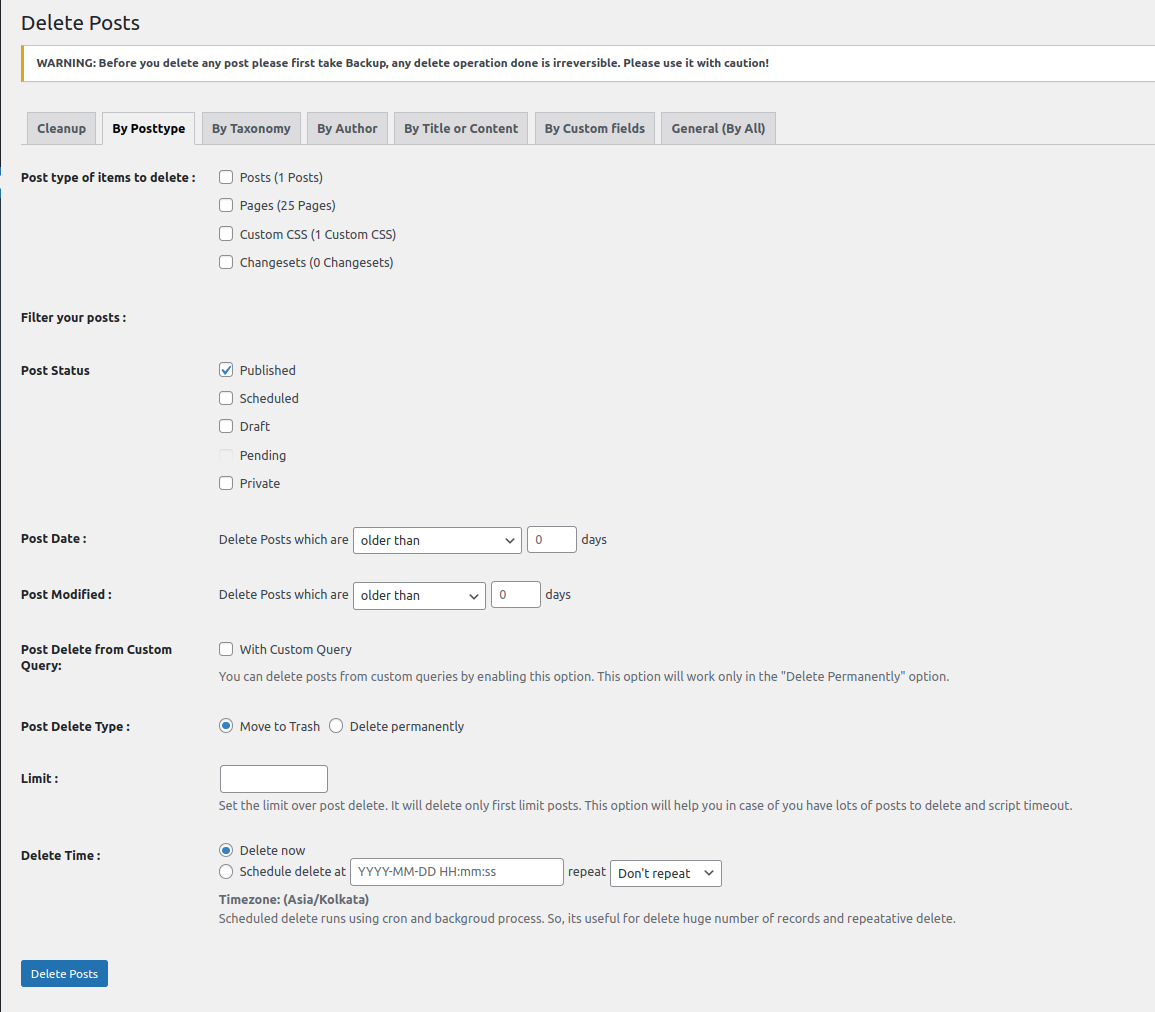 Delete Posts
WARNING: Before you delete any post please first take Backup, any delete operation done is irreversible. Please use it with caution!
Cleanup By Posttype By Taxonomy By Author By Title or Content By Custom fields General (By All)
Post type of items to delete : Posts (1 Posts)
Pages (25 Pages)
Custom CSS (1 Custom CSS)
Changesets (0 Changesets)
Filter your posts :
Post Status Published
Scheduled
Draft
Pending
Private
Post Date : Delete Posts which are older than 0 days
Post Modified : Delete Posts which are older than 0 days
Post Delete from Custom Query: With Custom Query
You can delete posts from custom queries by enabling this option. This option will work only in the "Delete Permanently" option.
Post Delete Type : Move to Trash Delete permanently
Limit :
Set the limit over post delete. It will delete only first limit posts. This option will help you in case of you have lots of posts to delete and script timeout.
Delete Time : Delete now
Schedule delete at YYYY-MM-DD HH:mm:ss repeat Don't repeat
Timezone: (Asia/Kolkata)
Scheduled delete runs using cron and backgroud process. So, its useful for delete huge number of records and repeatative delete.
Delete Posts